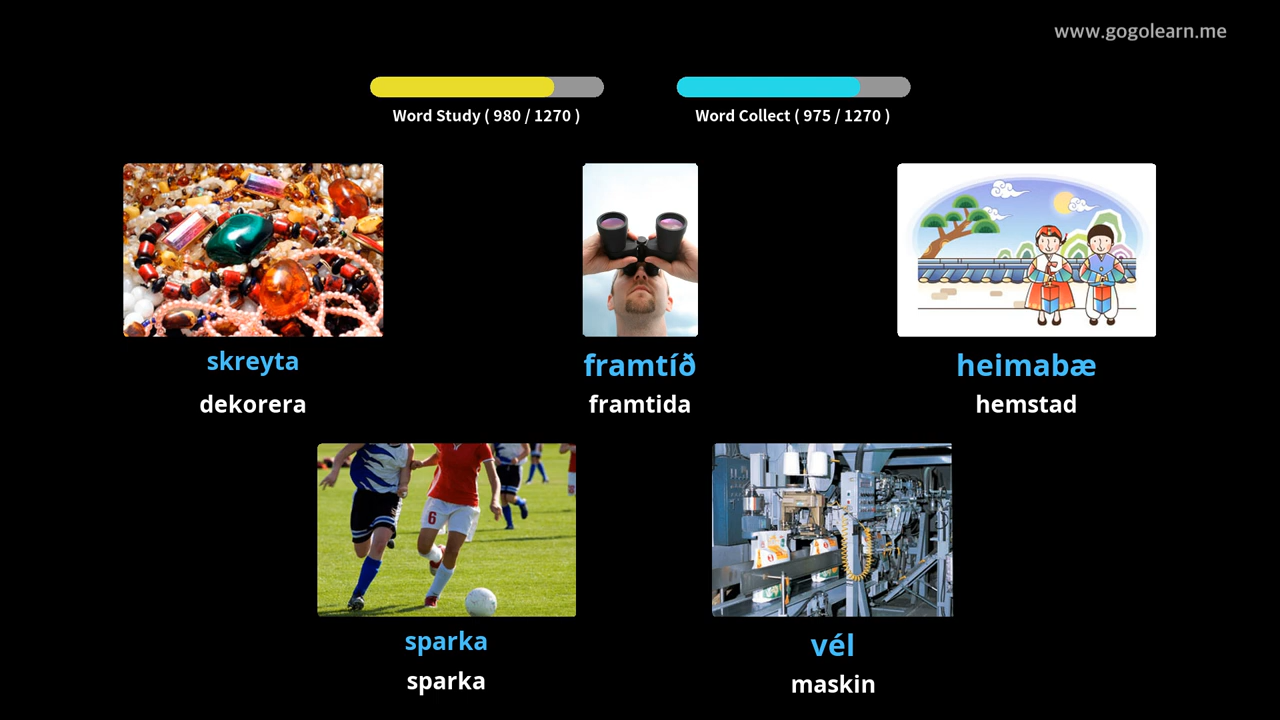 www.gogolearn.me
Word Study ( 980 / 1270 )
Word Collect ( 975 / 1270 )
skreyta
dekorera
framtíð
framtida
heimabæ
hemstad
6
sparka
sparka
vél
maskin